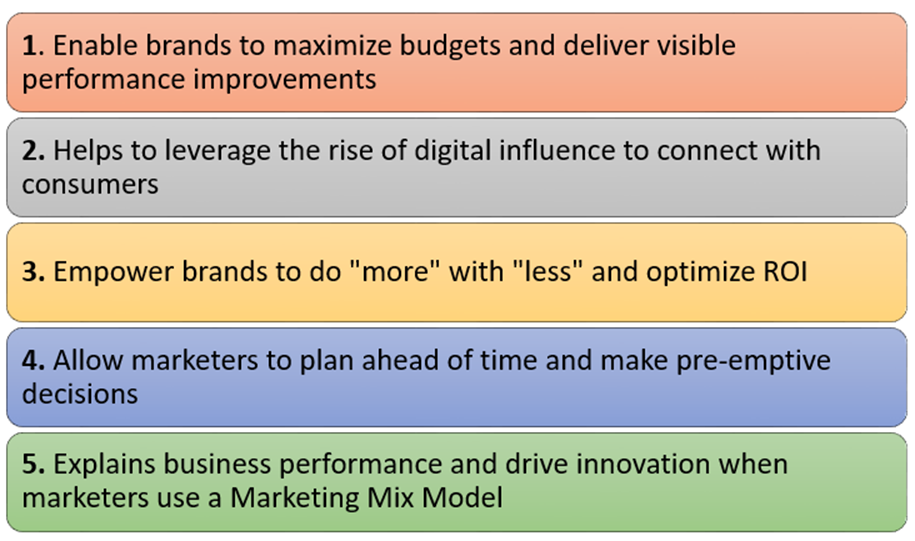 1. Enable brands to maximize budgets and deliver visible
performance improvements
2. Helps to leverage the rise of digital influence to connect with
consumers
3. Empower brands to do "more" with "less" and optimize ROI
4. Allow marketers to plan ahead of time and make pre-emptive
decisions
5. Explains business performance and drive innovation when
marketers use a Marketing Mix Model